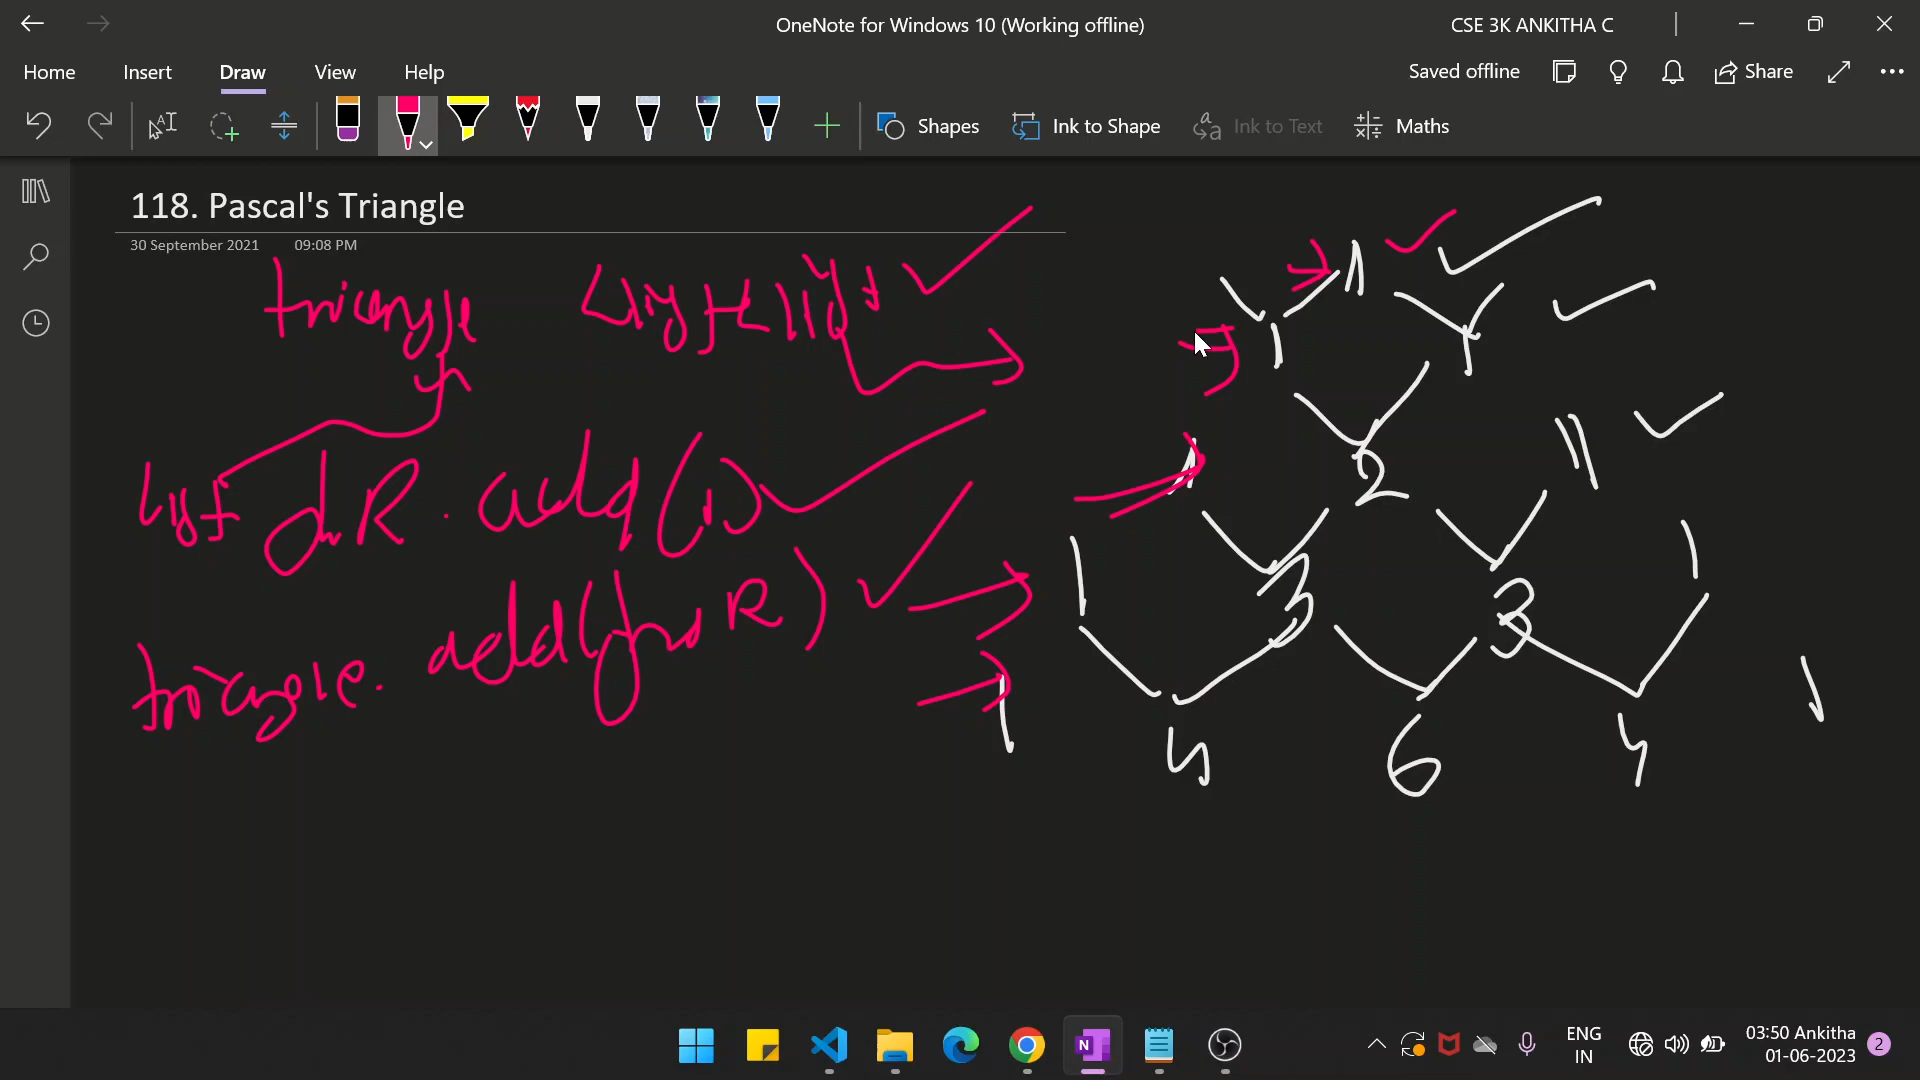 OneNote for Windows 10 (Working offline)
CSE 3K ANKITHA C
Home Insert Draw View Help
Saved offline
Share
Shapes
Ink to Shape
Ink to Text
Maths
118. Pascal's Triangle
30 September 2021 09:08 PM
triangle
1
1 1
1 2 1
1 3 3 1
1 4 6 4 1
list R.add(1)
triangle.add( R)
ENG
IN
03:50 Ankitha
01-06-2023
2